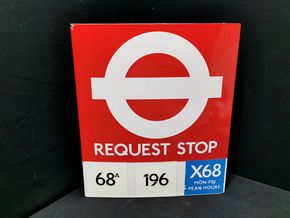 REQUEST STOP
68A 196 X68
MON-FRI
PEAK HOURS